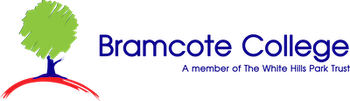 Bramcote College
A member of The White Hills Park Trust